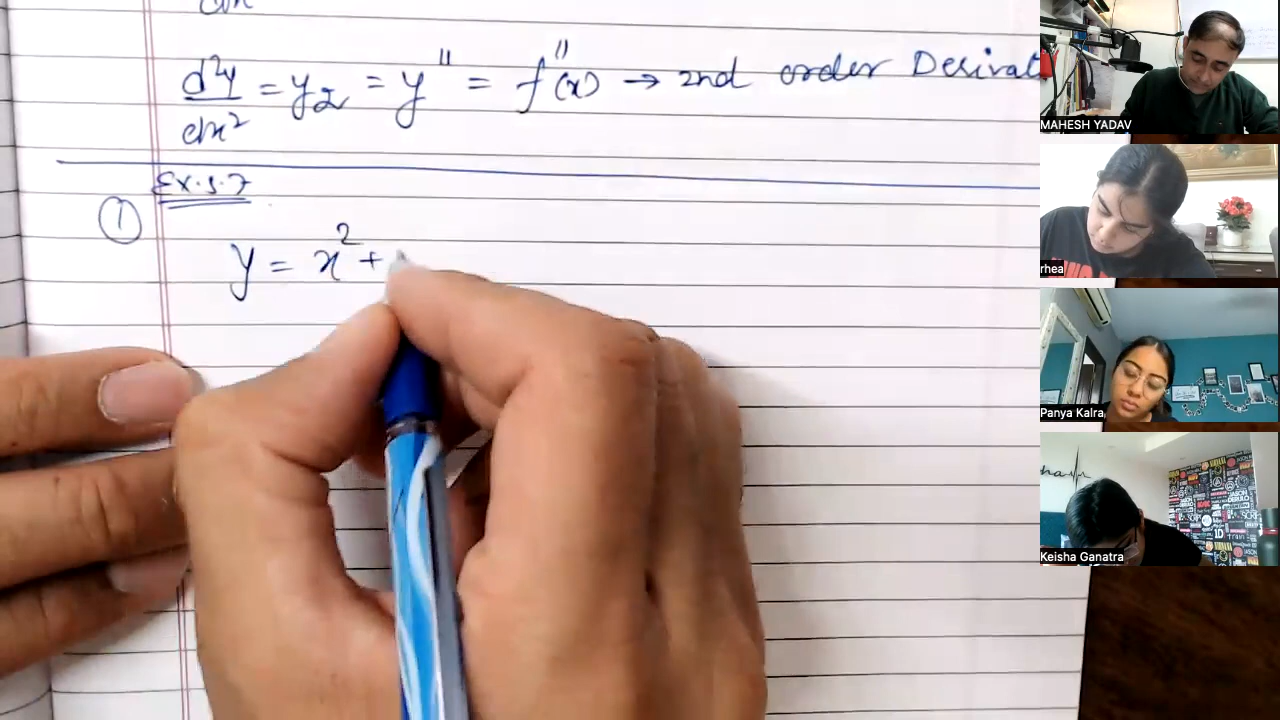 d²y/dx² = y₂ = y'' = f''(x) → 2nd order Derivat
Ex.5.7
① y = x² +
MAHESH YADAV
rhea
Panya Kalra
Keisha Ganatra